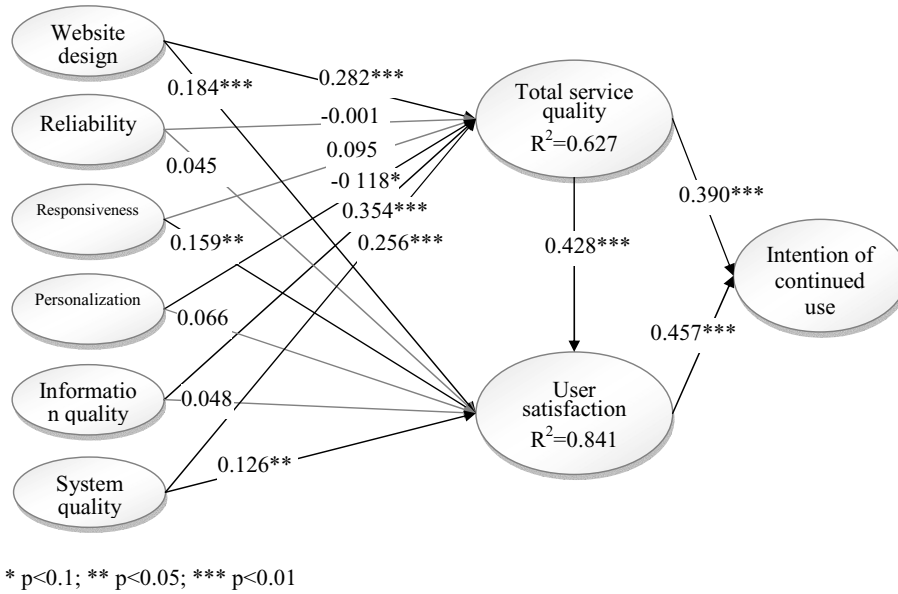 Website
design
0.184***
0.282***
Reliability
-0.001
0.045
0.095
Responsiveness
-0 118*
0.354***
0.159**
0.256***
Personalization
0.066
Informatio
n quality
0.048
System
quality
0.126**
Total service
quality
R²=0.627
0.428***
User
satisfaction
R²=0.841
0.390***
0.457***
Intention of
continued
use
* p<0.1; ** p<0.05; *** p<0.01